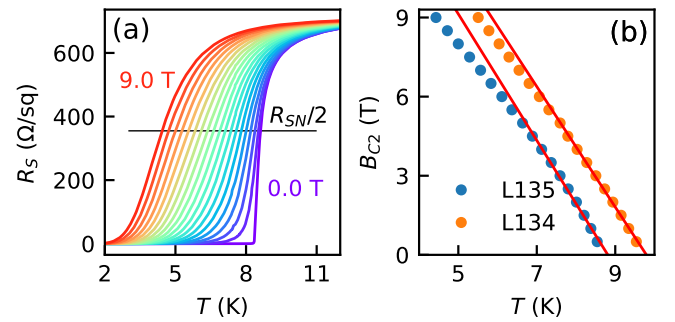 (a)
9.0 T
R_SN/2
0.0 T
R_S (Ω/sq)
600
400
200
0
2
5
8
11
T (K)
(b)
L135
L134
B_C2 (T)
9
6
3
0
5
7
9
T (K)